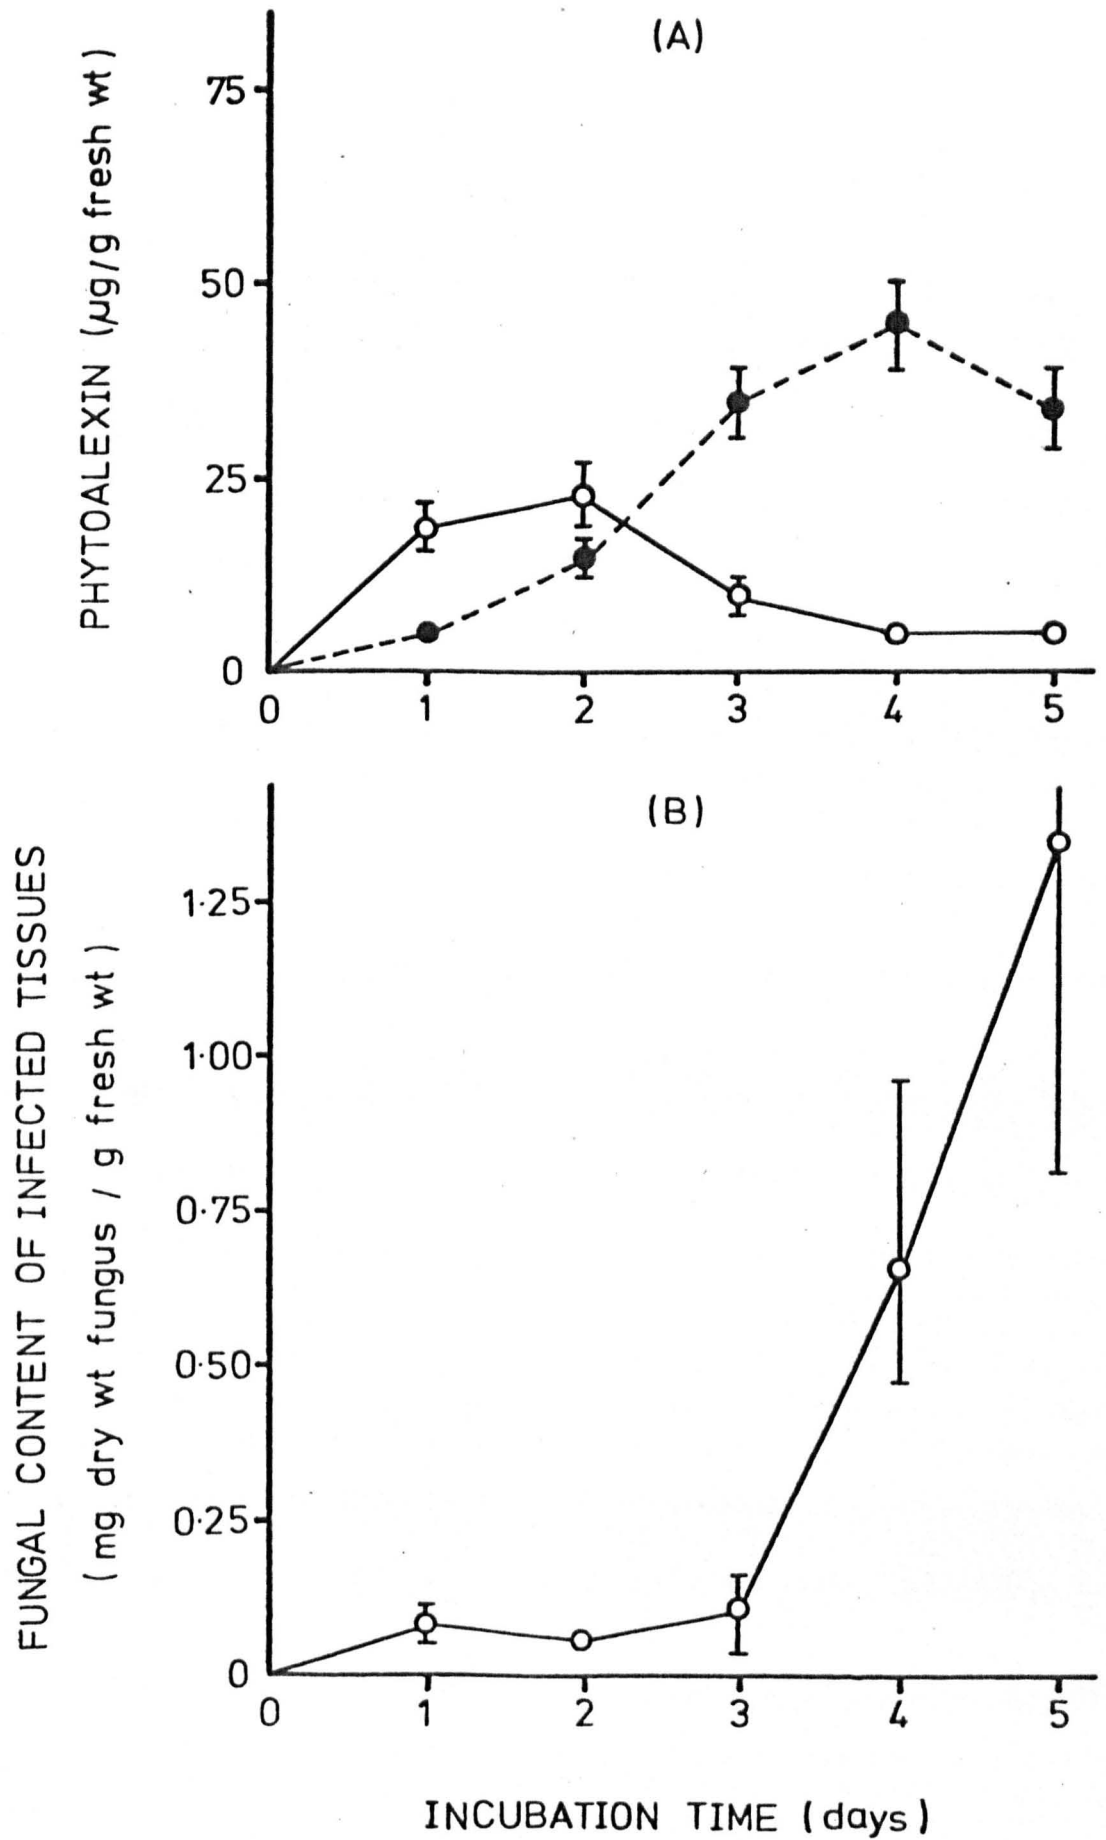 (A)
PHYTOALEXIN (µg/g fresh wt)
75
50
25
0
0 1 2 3 4 5
(B)
FUNGAL CONTENT OF INFECTED TISSUES
(mg dry wt fungus / g fresh wt)
1·25
1·00
0·75
0·50
0·25
0
0 1 2 3 4 5
INCUBATION TIME (days)